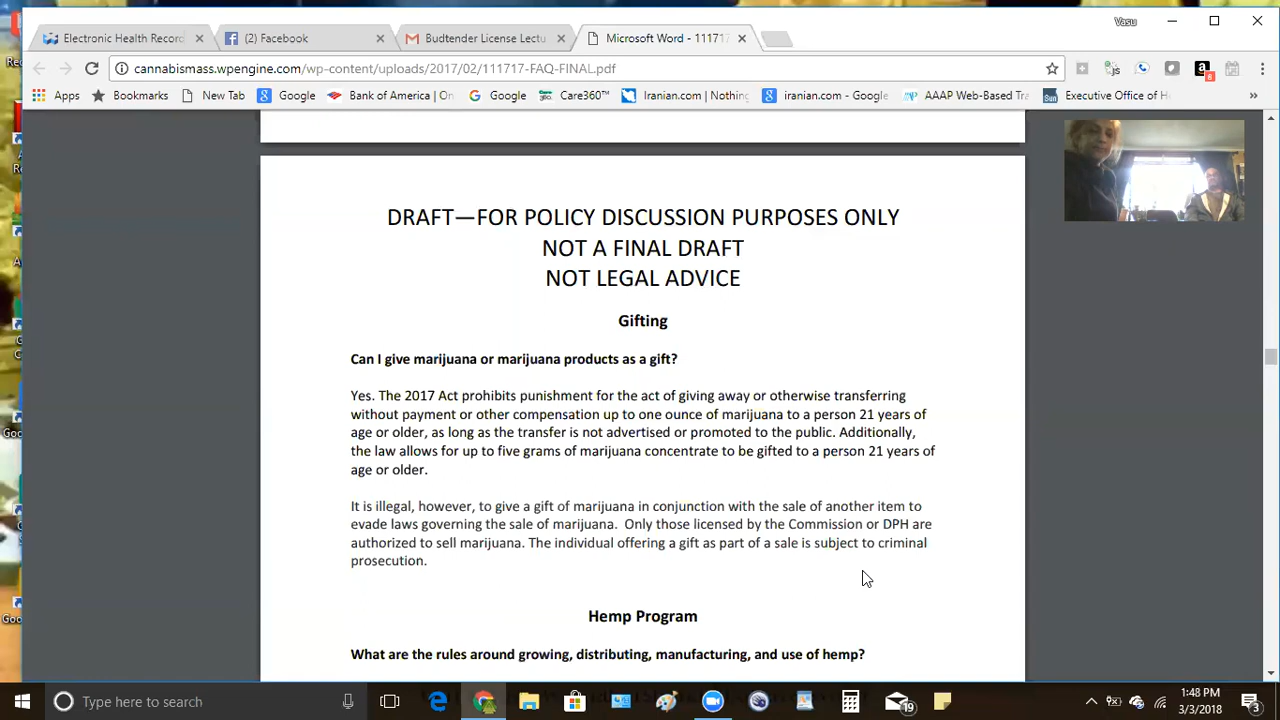 Vasu
Electronic Health Record
(2) Facebook
Budtender License Lectu
Microsoft Word - 111717
cannabismass.wpengine.com/wp-content/uploads/2017/02/111717-FAQ-FINAL.pdf
js
8
Apps
Bookmarks
New Tab
Google
Bank of America | On
Google
Care360™
Iranian.com | Nothing
iranian.com - Google
AAAP Web-Based Tra
Executive Office of He
»
DRAFT—FOR POLICY DISCUSSION PURPOSES ONLY
NOT A FINAL DRAFT
NOT LEGAL ADVICE
Gifting
Can I give marijuana or marijuana products as a gift?
Yes. The 2017 Act prohibits punishment for the act of giving away or otherwise transferring
without payment or other compensation up to one ounce of marijuana to a person 21 years of
age or older, as long as the transfer is not advertised or promoted to the public. Additionally,
the law allows for up to five grams of marijuana concentrate to be gifted to a person 21 years of
age or older.
It is illegal, however, to give a gift of marijuana in conjunction with the sale of another item to
evade laws governing the sale of marijuana. Only those licensed by the Commission or DPH are
authorized to sell marijuana. The individual offering a gift as part of a sale is subject to criminal
prosecution.
Hemp Program
What are the rules around growing, distributing, manufacturing, and use of hemp?
Type here to search
19
1:48 PM
3/3/2018
3